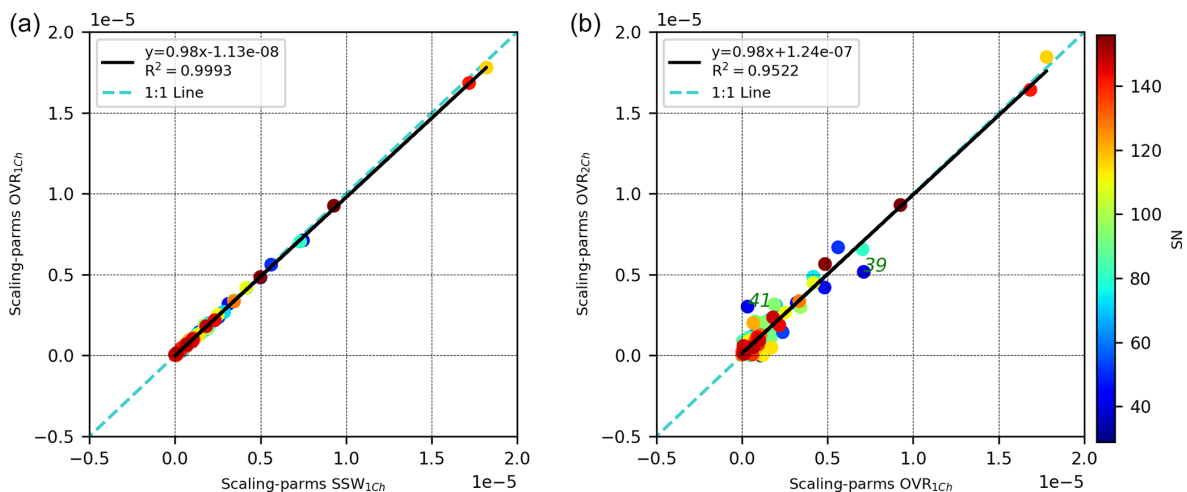 (a)
1e−5
2.0
1.5
1.0
0.5
0.0
−0.5
Scaling-parms OVR1Ch
y=0.98x-1.13e-08
R2 = 0.9993
1:1 Line
−0.5 0.0 0.5 1.0 1.5 2.0
Scaling-parms SSW1Ch
1e−5
(b)
1e−5
2.0
1.5
1.0
0.5
0.0
−0.5
Scaling-parms OVR2Ch
y=0.98x+1.24e-07
R2 = 0.9522
1:1 Line
39
41
−0.5 0.0 0.5 1.0 1.5 2.0
Scaling-parms OVR1Ch
1e−5
140
120
100
80
60
40
SN